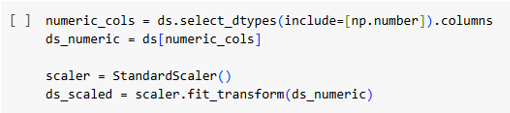 [ ] numeric_cols = ds.select_dtypes(include=[np.number]).columns
ds_numeric = ds[numeric_cols]
scaler = StandardScaler()
ds_scaled = scaler.fit_transform(ds_numeric)